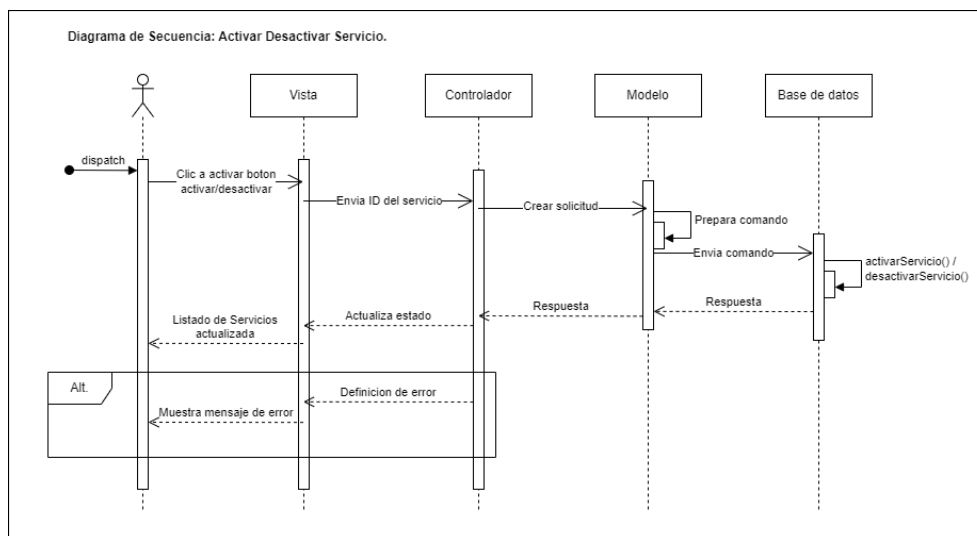 Diagrama de Secuencia: Activar Desactivar Servicio.
Vista
Controlador
Modelo
Base de datos
dispatch
Clic a activar boton
activar/desactivar
Envia ID del servicio
Crear solicitud
Prepara comando
Envia comando
activarServicio() /
desactivarServicio()
Respuesta
Respuesta
Actualiza estado
Listado de Servicios
actualizada
Alt.
Definicion de error
Muestra mensaje de error